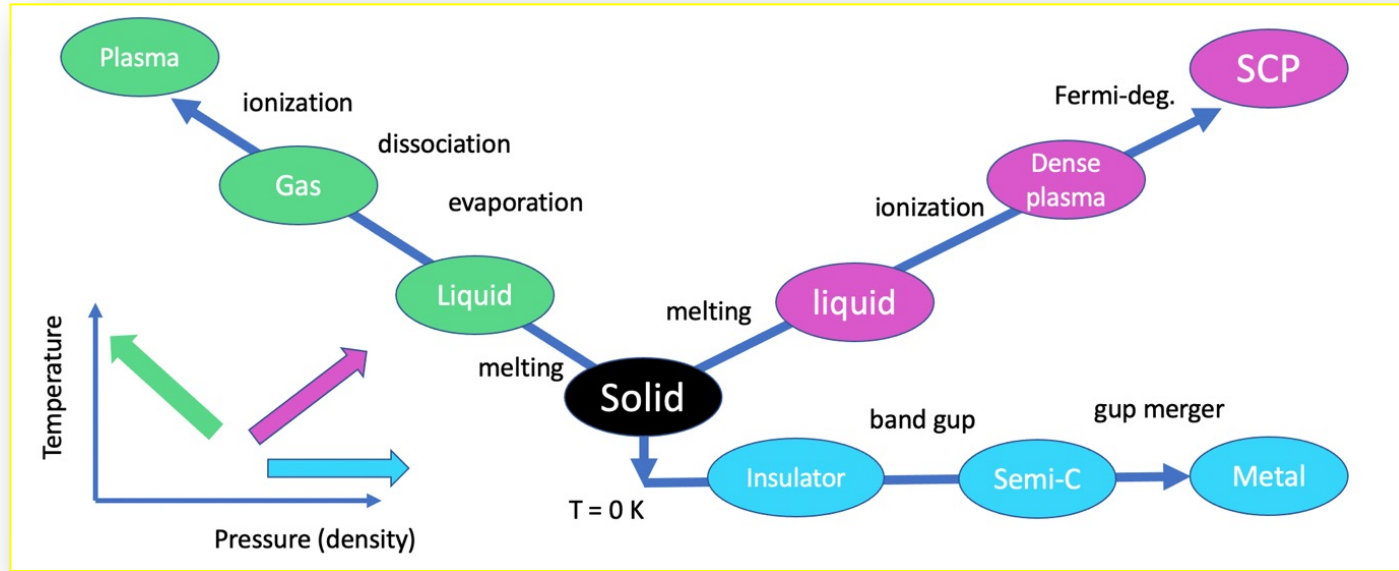 Plasma
ionization
dissociation
Gas
evaporation
Liquid
melting
Solid
SCP
Fermi-deg.
Dense
plasma
ionization
liquid
melting
T = 0 K
Insulator
band gup
Semi-C
gup merger
Metal
Temperature
Pressure (density)